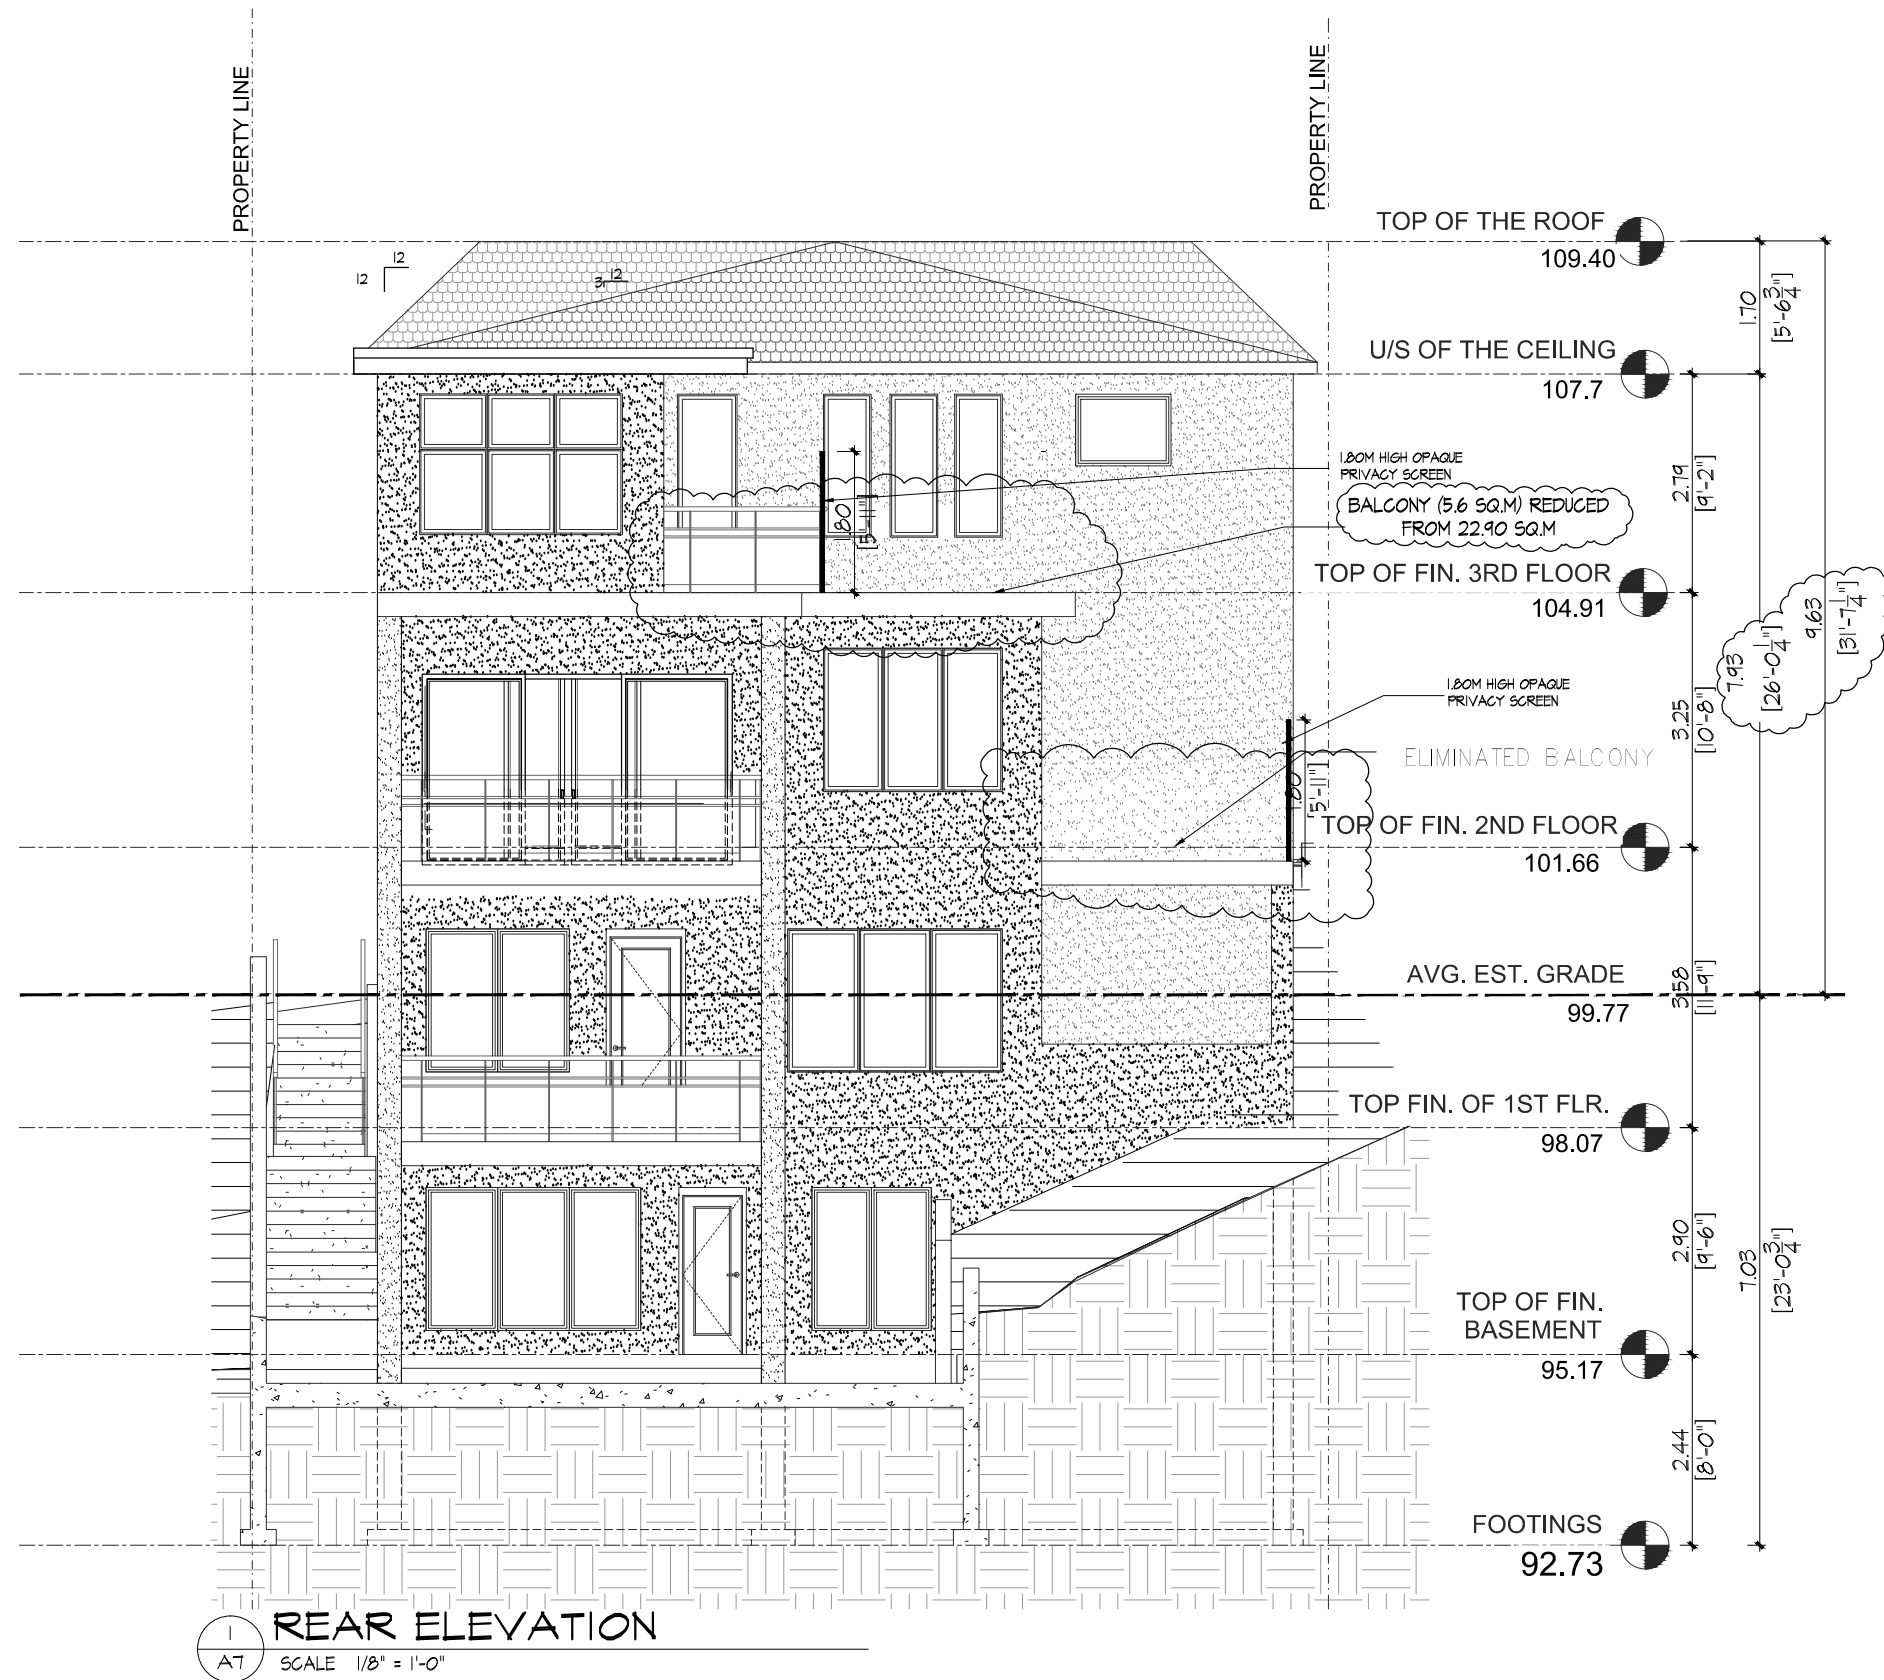 PROPERTY LINE
PROPERTY LINE
TOP OF THE ROOF
109.40
12
12
3
12
1.70
[5'-6 3/4"]
U/S OF THE CEILING
107.7
1.80M HIGH OPAQUE
PRIVACY SCREEN
2.79
[9'-2"]
BALCONY (5.6 SQ.M) REDUCED
FROM 22.90 SQ.M
1.80
[5'-11"]
TOP OF FIN. 3RD FLOOR
104.91
9.63
[31'-7 1/4"]
7.93
[26'-0 1/4"]
1.80M HIGH OPAQUE
PRIVACY SCREEN
3.25
[10'-8"]
ELIMINATED BALCONY
1.80
[5'-11"]
TOP OF FIN. 2ND FLOOR
101.66
AVG. EST. GRADE
99.77
3.58
[11'-9"]
TOP FIN. OF 1ST FLR.
98.07
2.90
[9'-6"]
7.03
[23'-0 3/4"]
TOP OF FIN.
BASEMENT
95.17
2.44
[8'-0"]
FOOTINGS
92.73
1
A7
REAR ELEVATION
SCALE 1/8" = 1'-0"